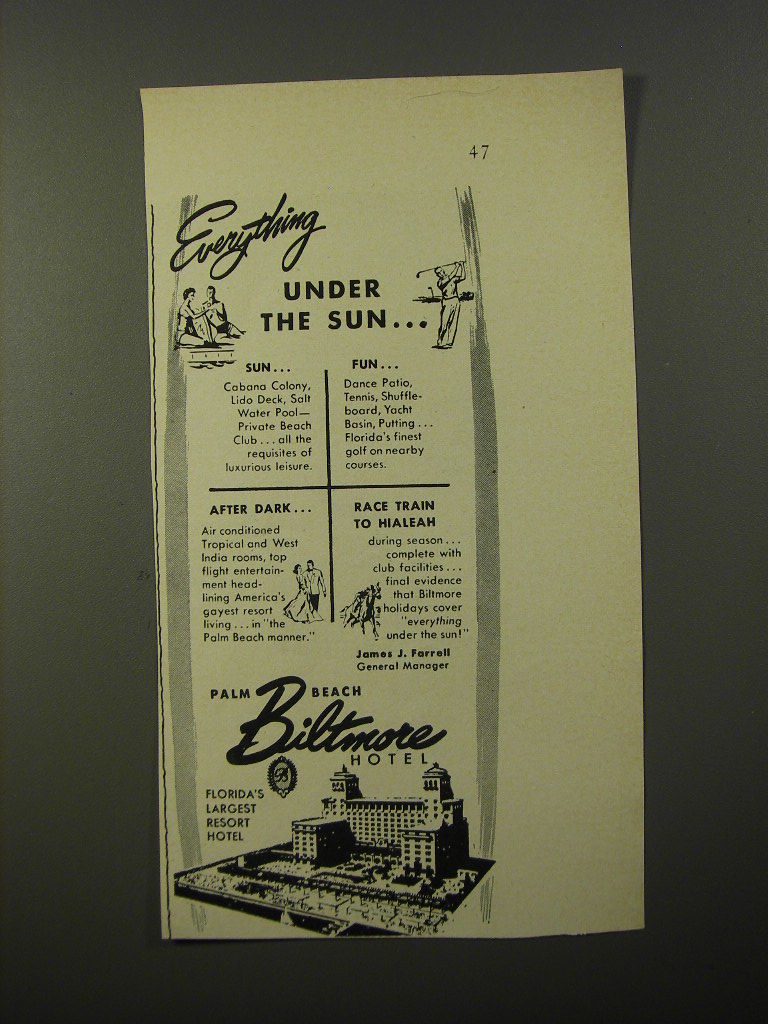 47
Everything
UNDER
THE SUN...
SUN...
Cabana Colony,
Lido Deck, Salt
Water Pool—
Private Beach
Club...all the
requisites of
luxurious leisure.
FUN...
Dance Patio,
Tennis, Shuffle-
board, Yacht
Basin, Putting...
Florida's finest
golf on nearby
courses.
AFTER DARK...
Air conditioned
Tropical and West
India rooms, top
flight entertain-
ment head-
lining America's
gayest resort
living...in "the
Palm Beach manner."
RACE TRAIN
TO HIALEAH
during season...
complete with
club facilities...
final evidence
that Biltmore
holidays cover
"everything
under the sun!"
James J. Farrell
General Manager
PALM BEACH
Biltmore
HOTEL
B
FLORIDA'S
LARGEST
RESORT
HOTEL